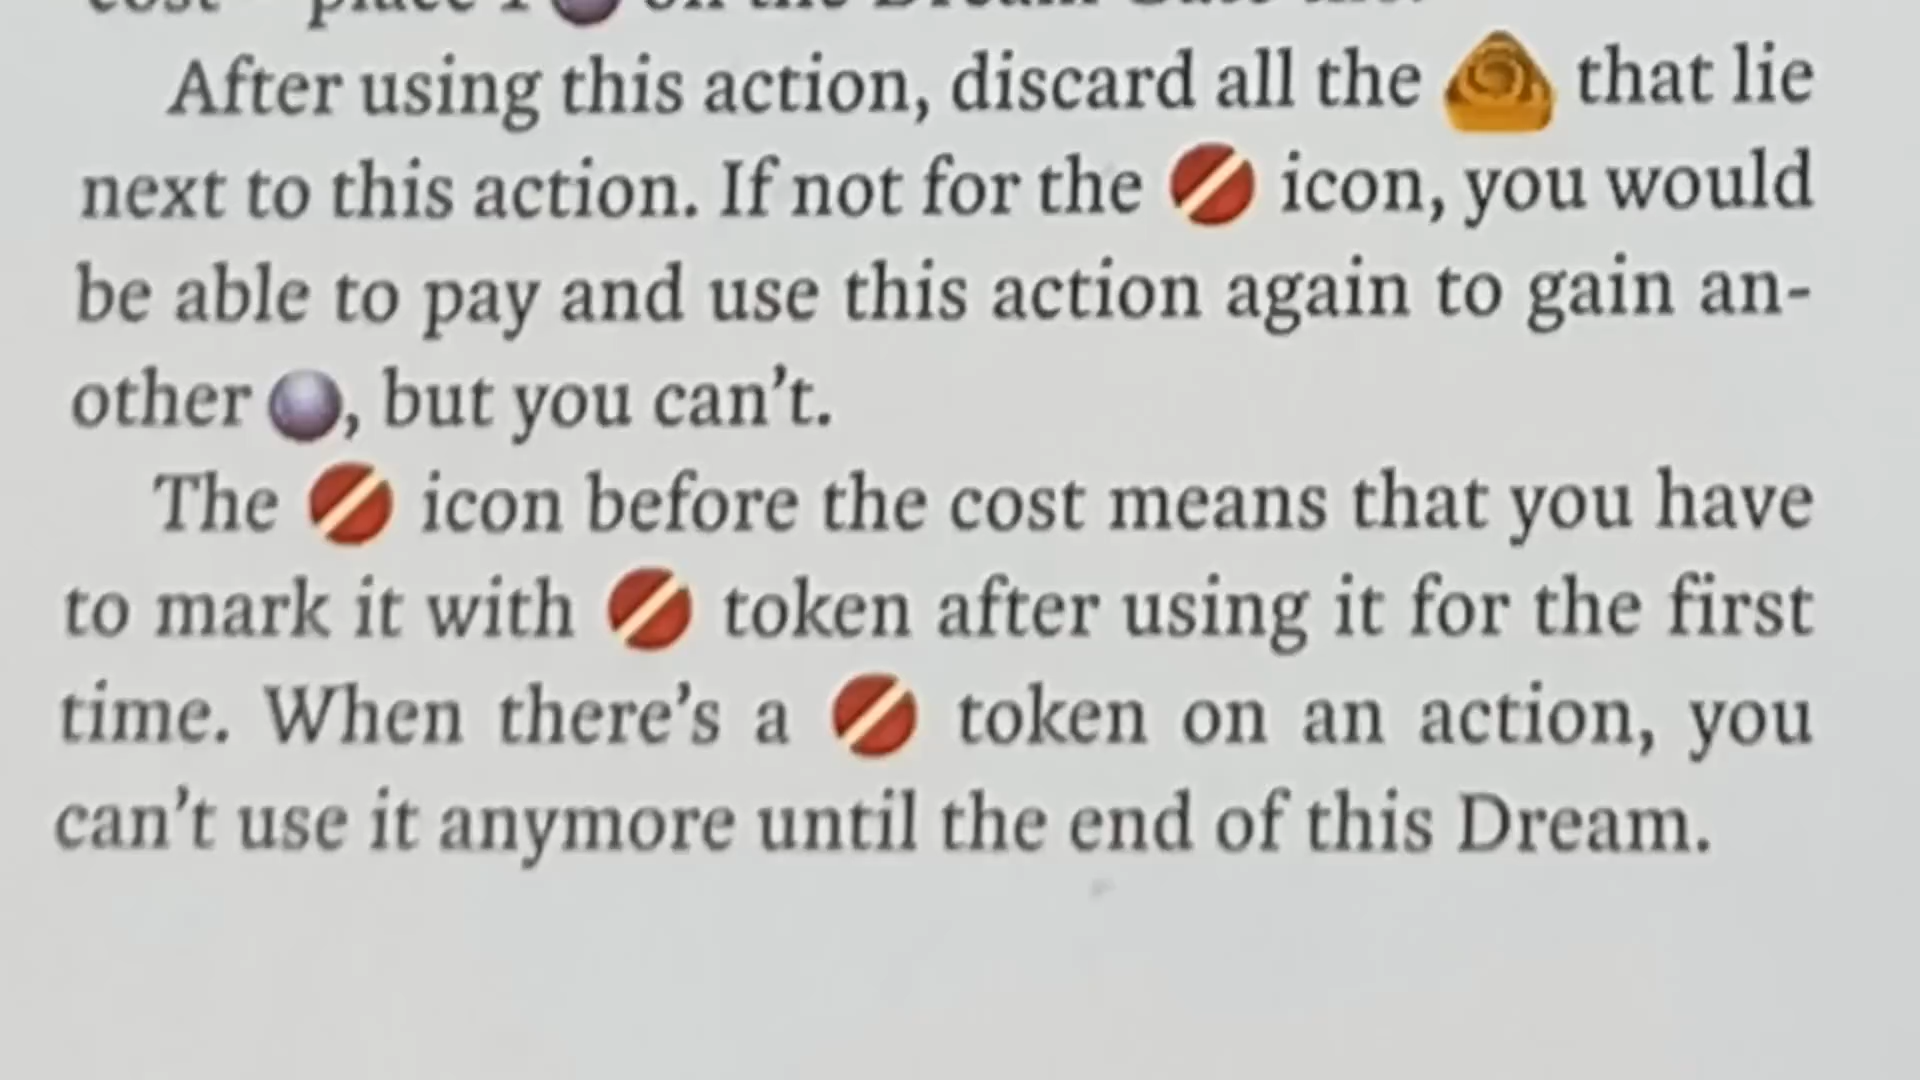 After using this action, discard all the that lie
next to this action. If not for the icon, you would
be able to pay and use this action again to gain an-
other , but you can't.
The icon before the cost means that you have
to mark it with token after using it for the first
time. When there's a token on an action, you
can't use it anymore until the end of this Dream.